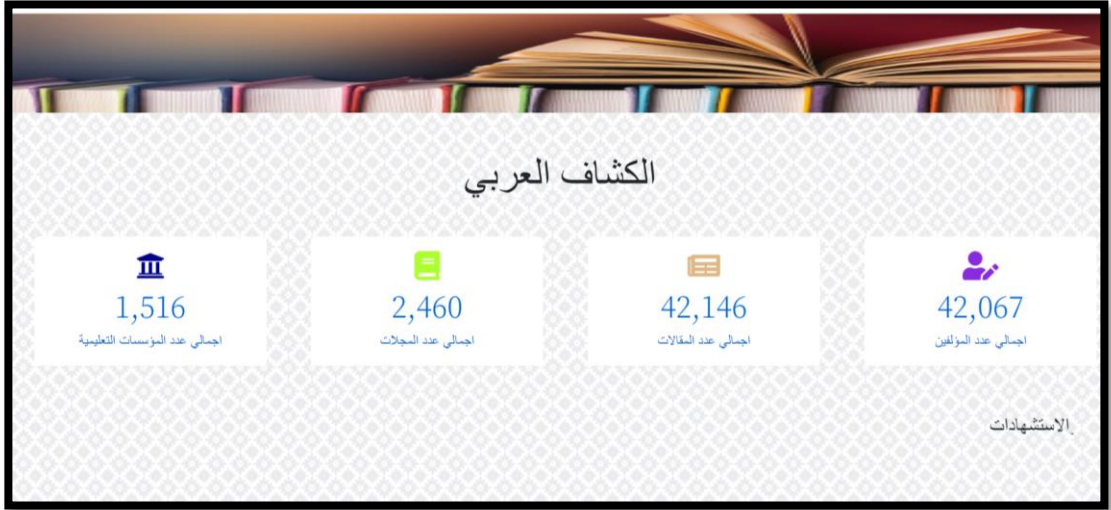 الكشاف العربي
42,067
اجمالي عدد المؤلفين
42,146
اجمالي عدد المقالات
2,460
اجمالي عدد المجلات
1,516
اجمالي عدد المؤسسات التعليمية
الاستشهادات